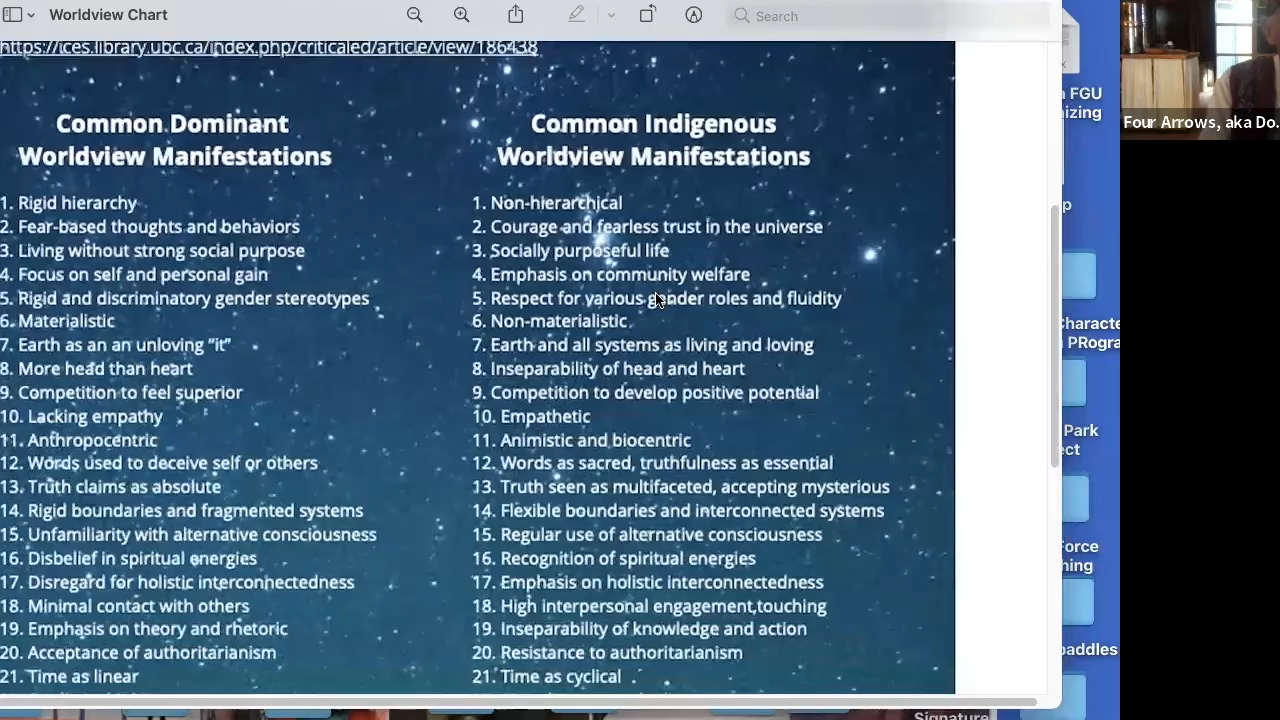 Worldview Chart
Search
https://ices.library.ubc.ca/index.php/criticaled/article/view/186438
Common Dominant
Worldview Manifestations
1. Rigid hierarchy
2. Fear-based thoughts and behaviors
3. Living without strong social purpose
4. Focus on self and personal gain
5. Rigid and discriminatory gender stereotypes
6. Materialistic
7. Earth as an an unloving “it”
8. More head than heart
9. Competition to feel superior
10. Lacking empathy
11. Anthropocentric
12. Words used to deceive self or others
13. Truth claims as absolute
14. Rigid boundaries and fragmented systems
15. Unfamiliarity with alternative consciousness
16. Disbelief in spiritual energies
17. Disregard for holistic interconnectedness
18. Minimal contact with others
19. Emphasis on theory and rhetoric
20. Acceptance of authoritarianism
21. Time as linear
Common Indigenous
Worldview Manifestations
1. Non-hierarchical
2. Courage and fearless trust in the universe
3. Socially purposeful life
4. Emphasis on community welfare
5. Respect for various gender roles and fluidity
6. Non-materialistic
7. Earth and all systems as living and loving
8. Inseparability of head and heart
9. Competition to develop positive potential
10. Empathetic
11. Animistic and biocentric
12. Words as sacred, truthfulness as essential
13. Truth seen as multifaceted, accepting mysterious
14. Flexible boundaries and interconnected systems
15. Regular use of alternative consciousness
16. Recognition of spiritual energies
17. Emphasis on holistic interconnectedness
18. High interpersonal engagement,touching
19. Inseparability of knowledge and action
20. Resistance to authoritarianism
21. Time as cyclical
FGU
izing
p
Characte
PRogra
Park
ect
Force
hing
paddles
Signature
Four Arrows, aka Do.